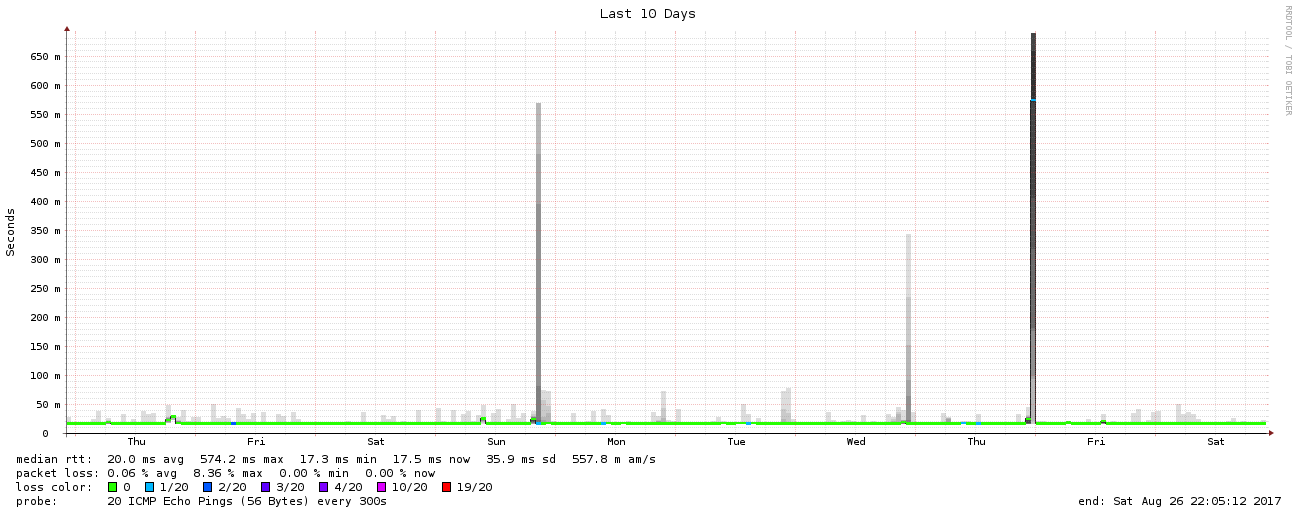 Last 10 Days
RRDTOOL / TOBI OETIKER
Seconds
650 m
600 m
550 m
500 m
450 m
400 m
350 m
300 m
250 m
200 m
150 m
100 m
50 m
0
Thu Fri Sat Sun Mon Tue Wed Thu Fri Sat
median rtt: 20.0 ms avg 574.2 ms max 17.3 ms min 17.5 ms now 35.9 ms sd 557.8 m am/s
packet loss: 0.06 % avg 8.36 % max 0.00 % min 0.00 % now
loss color: 0 1/20 2/20 3/20 4/20 10/20 19/20
probe: 20 ICMP Echo Pings (56 Bytes) every 300s end: Sat Aug 26 22:05:12 2017